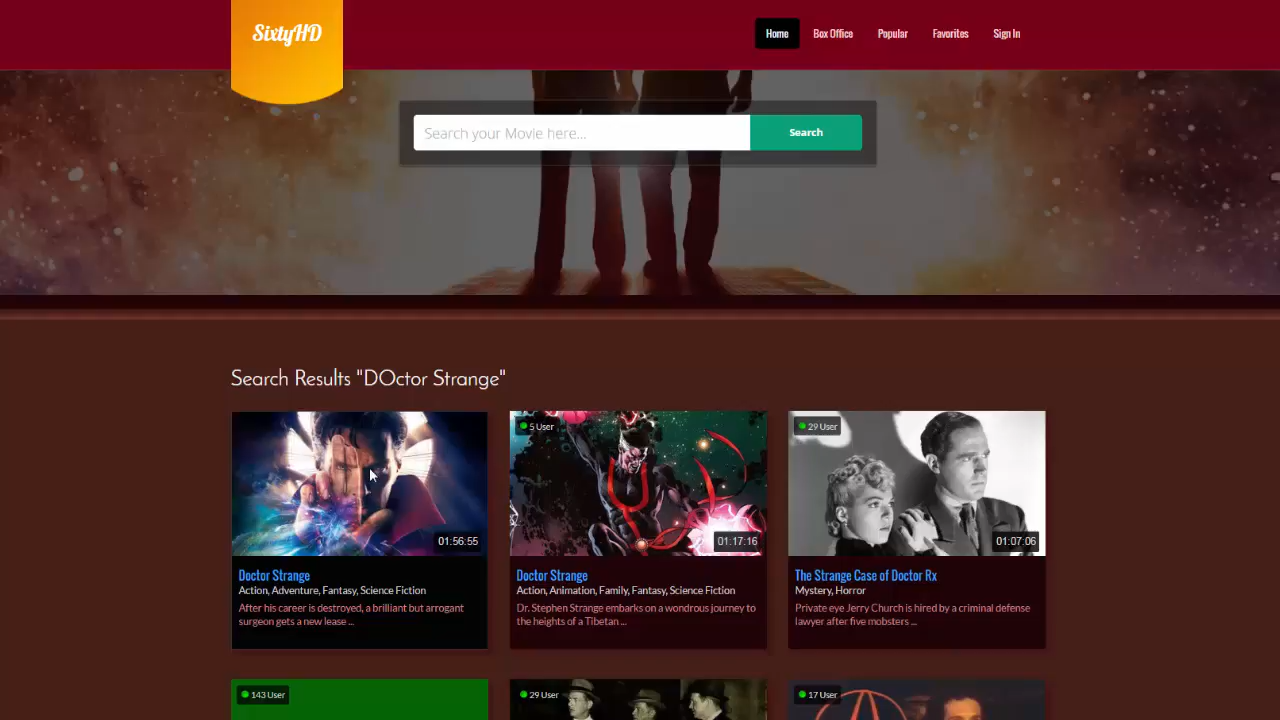 SixtyHD
Home
Box Office
Popular
Favorites
Sign In
Search your Movie here...
Search
Search Results "DOctor Strange"
01:56:55
Doctor Strange
Action, Adventure, Fantasy, Science Fiction
After his career is destroyed, a brilliant but arrogant
surgeon gets a new lease ...
5 User
01:17:16
Doctor Strange
Action, Animation, Family, Fantasy, Science Fiction
Dr. Stephen Strange embarks on a wondrous journey to
the heights of a Tibetan ...
29 User
01:07:06
The Strange Case of Doctor Rx
Mystery, Horror
Private eye Jerry Church is hired by a criminal defense
lawyer after five mobsters ...
143 User
29 User
17 User